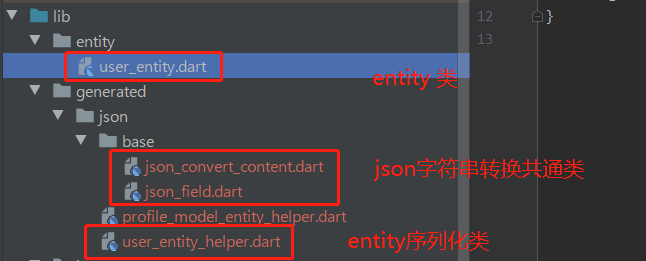 lib
entity
user_entity.dart
entity 类
generated
json
base
json_convert_content.dart
json_field.dart
json字符串转换共通类
profile_model_entity_helper.dart
user_entity_helper.dart
entity序列化类
12 }
13